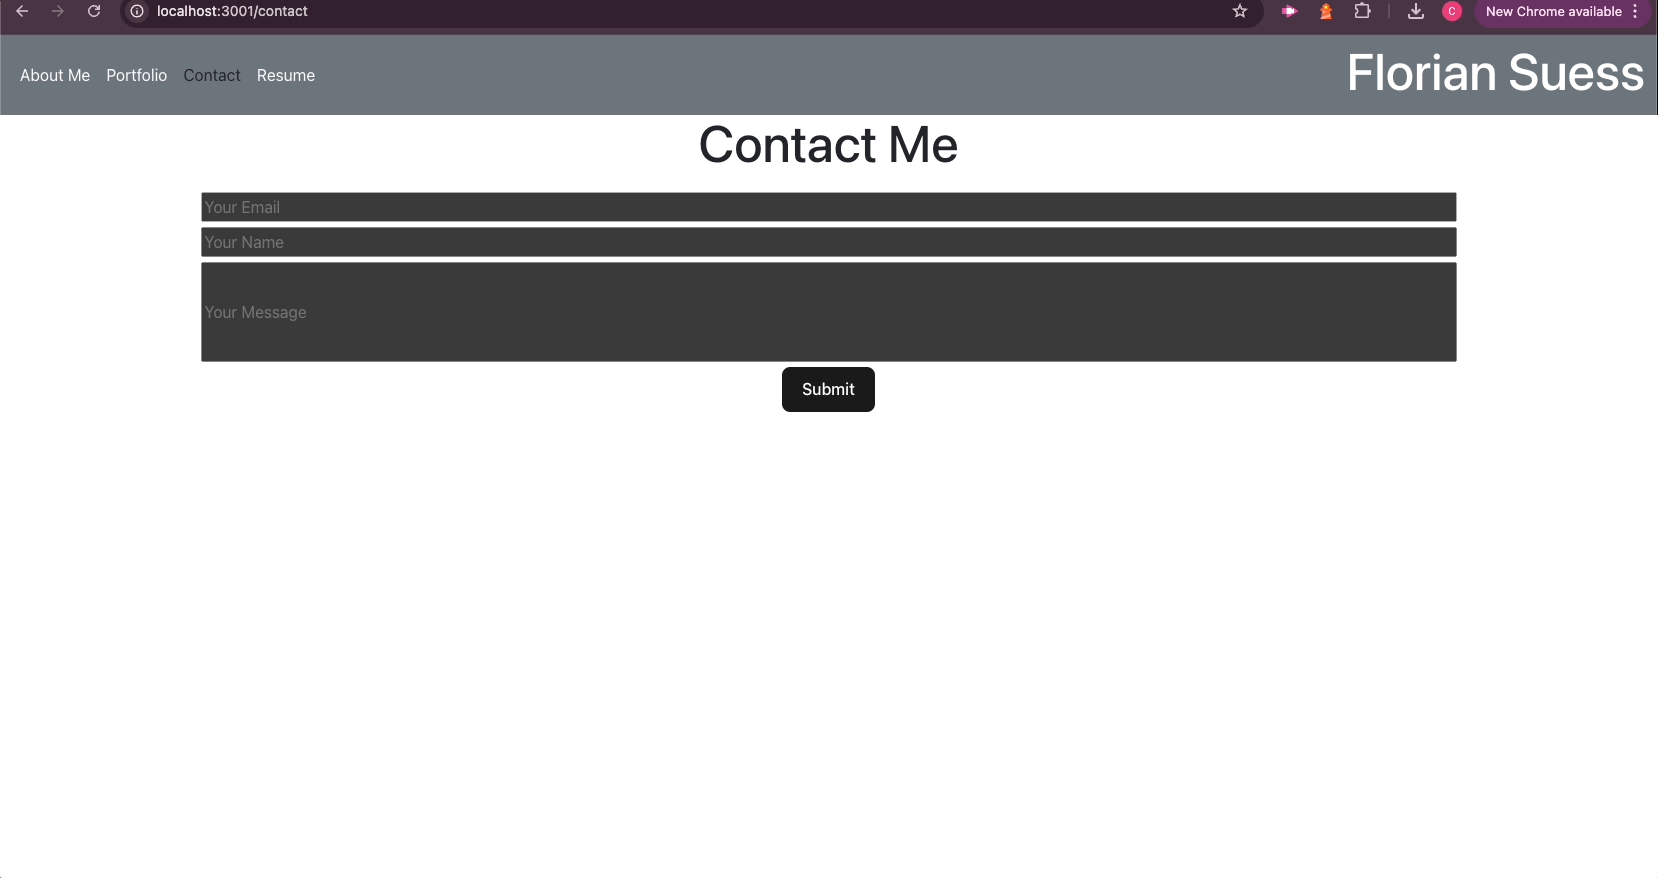 localhost:3001/contact
C
New Chrome available
About Me Portfolio Contact Resume
Florian Suess
Contact Me
Your Email
Your Name
Your Message
Submit